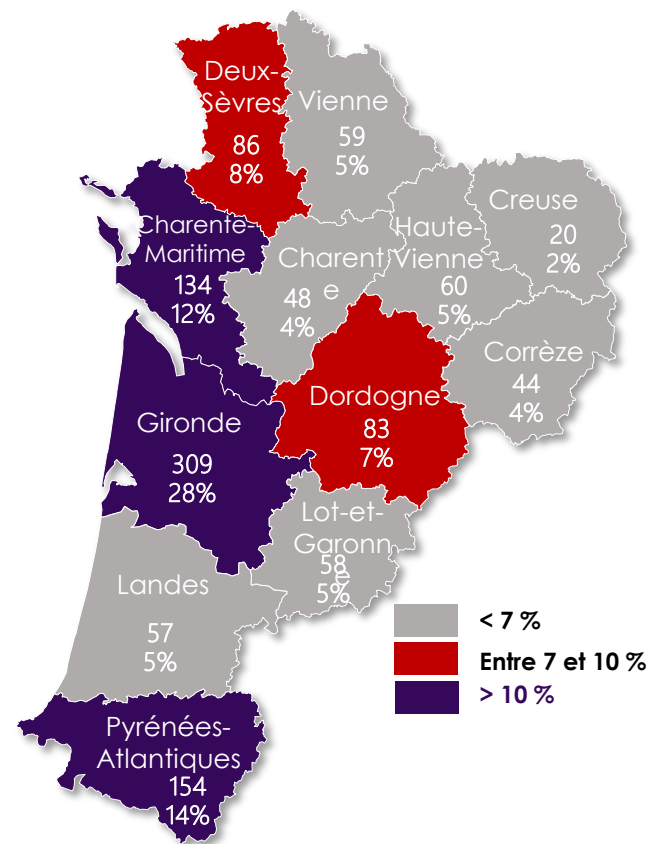 Deux-
Sèvres
86
8%
Vienne
59
5%
Creuse
20
2%
Charente-
Maritime
134
12%
Charent
e
48
4%
Haute-
Vienne
60
5%
Corrèze
44
4%
Dordogne
83
7%
Gironde
309
28%
Lot-et-
Garonn
e
58
5%
Landes
57
5%
Pyrénées-
Atlantiques
154
14%
< 7 %
Entre 7 et 10 %
> 10 %